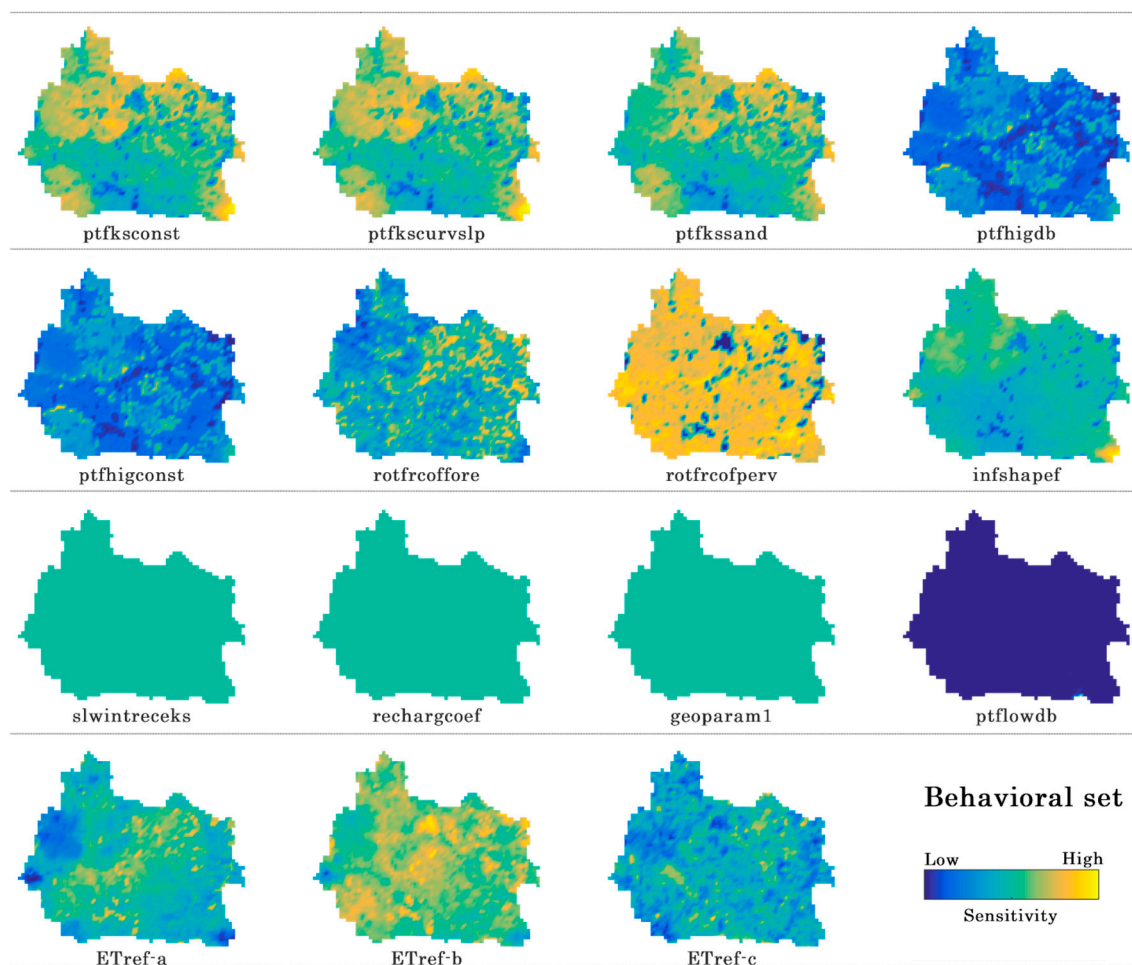 ptfksconst
ptfkscurvslp
ptfkssand
ptfhigdb
ptfhigconst
rotfrcoffore
rotfrcofperv
infshapef
slwintreceks
rechargcoef
geoparam1
ptflowdb
Behavioral set
Low High
Sensitivity
ETref-a
ETref-b
ETref-c